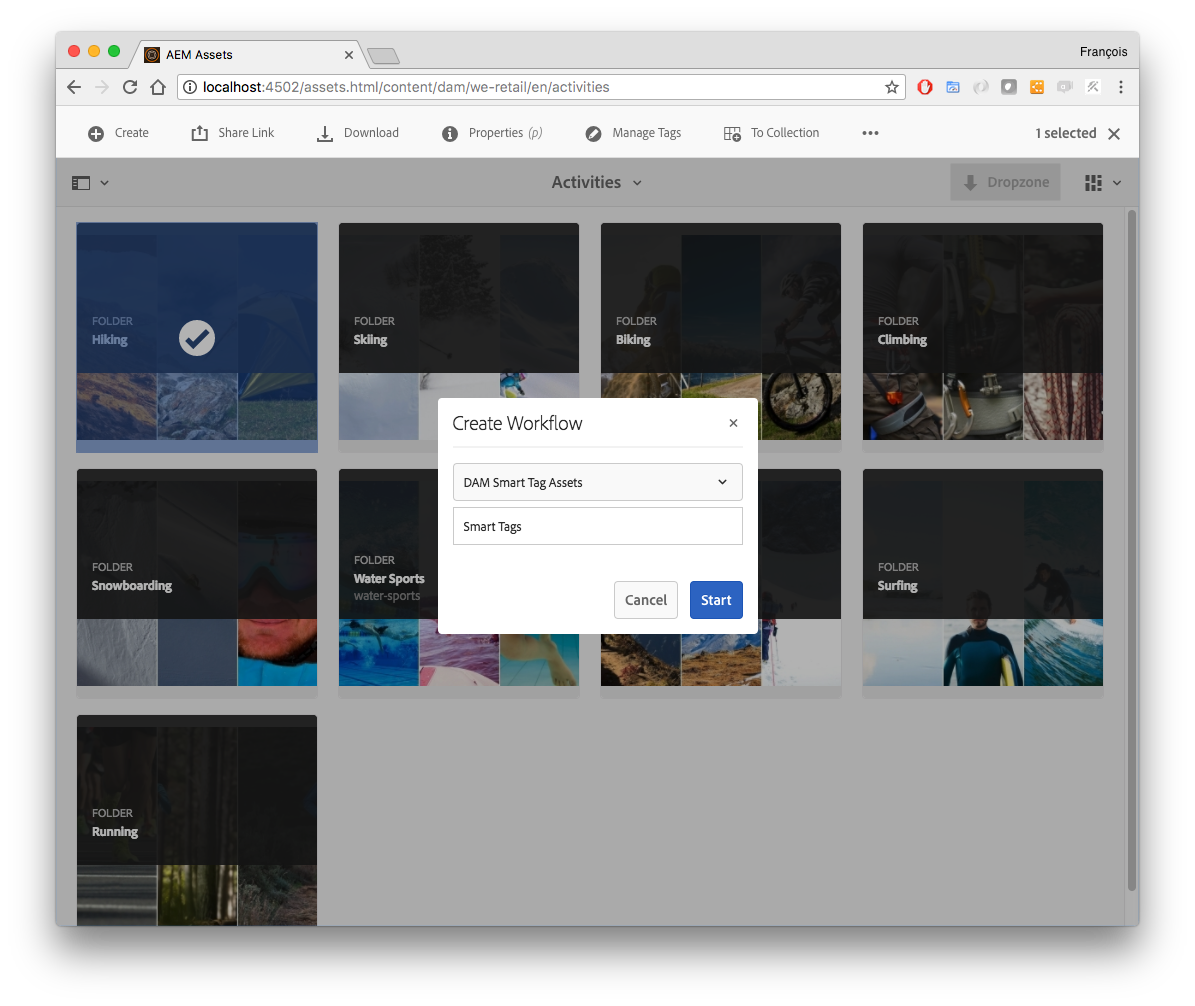 AEM Assets
François
localhost:4502/assets.html/content/dam/we-retail/en/activities
Create
Share Link
Download
Properties (p)
Manage Tags
To Collection
1 selected
Activities
Dropzone
FOLDER
Hiking
FOLDER
Skiing
FOLDER
Biking
FOLDER
Climbing
Create Workflow
DAM Smart Tag Assets
Smart Tags
Cancel
Start
FOLDER
Snowboarding
FOLDER
Water Sports
water-sports
FOLDER
Surfing
FOLDER
Running